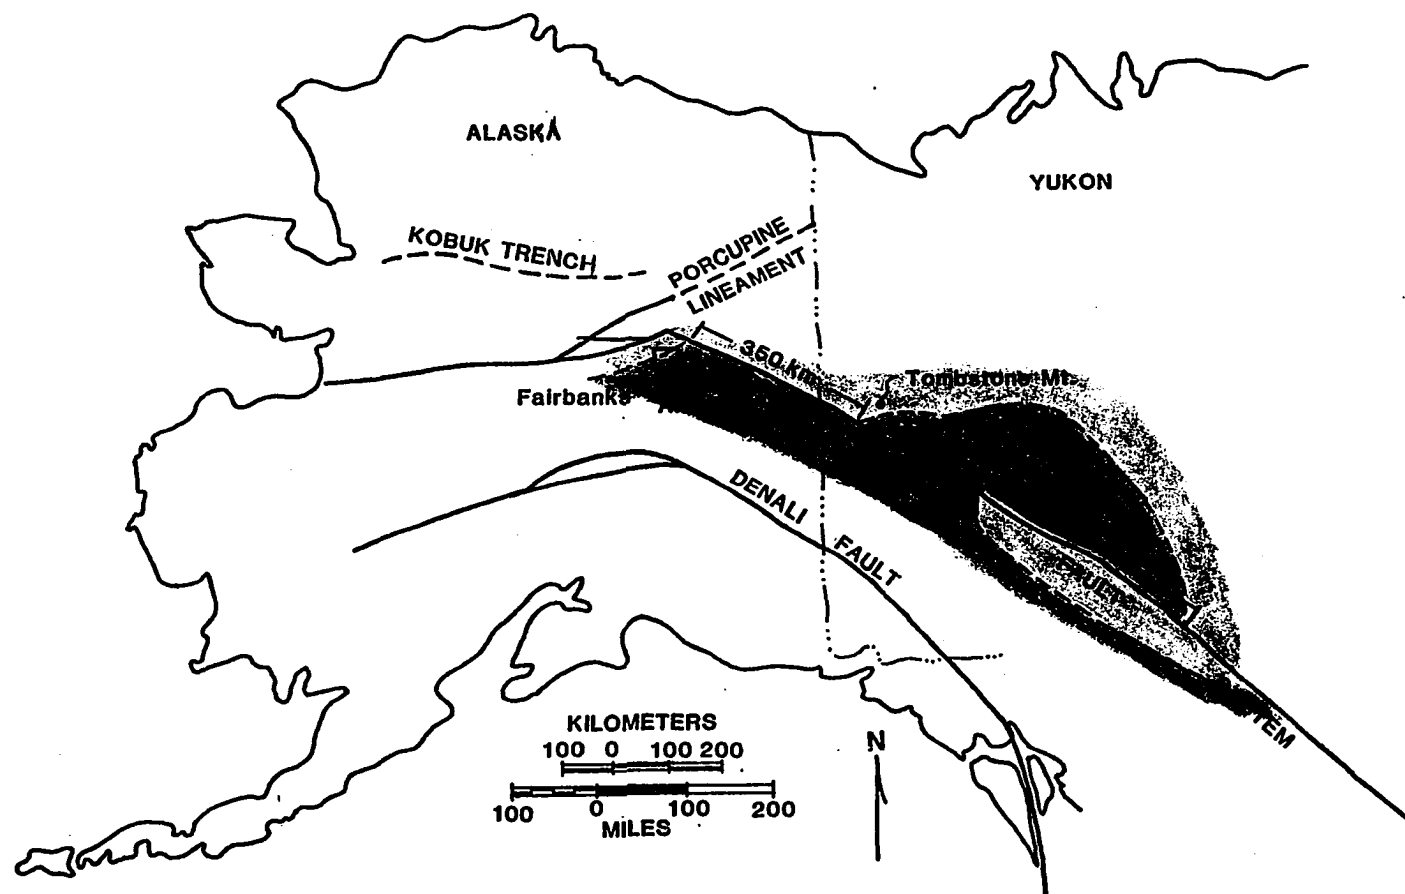 ALASKA
YUKON
KOBUK TRENCH
PORCUPINE
LINEAMENT
350 km
Tombstone Mt.
Fairbanks
DENALI
FAULT
KILOMETERS
100 0 100 200
100 0 100 200
MILES
N